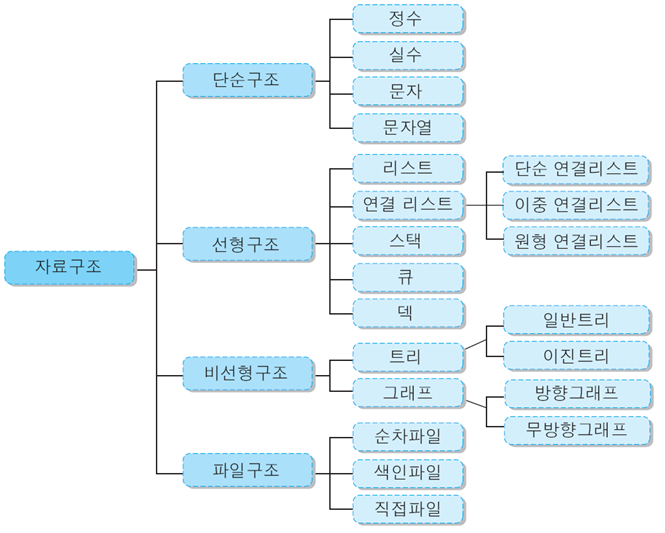 자료구조
단순구조
정수
실수
문자
문자열
선형구조
리스트
연결 리스트
단순 연결리스트
이중 연결리스트
원형 연결리스트
스택
큐
덱
비선형구조
트리
일반트리
이진트리
그래프
방향그래프
무방향그래프
파일구조
순차파일
색인파일
직접파일